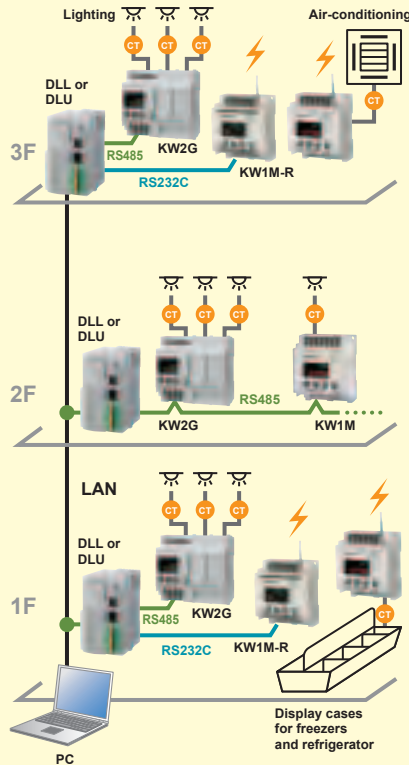 Lighting
Air-conditioning
CT CT CT
CT
DLL or
DLU
KW2G
3F
RS485
KW1M-R
RS232C
CT CT CT
CT
DLL or
DLU
2F
RS485
KW2G
KW1M
LAN
CT CT CT
DLL or
DLU
CT
1F
KW2G
RS485
KW1M-R
RS232C
Display cases
for freezers
and refrigerator
PC